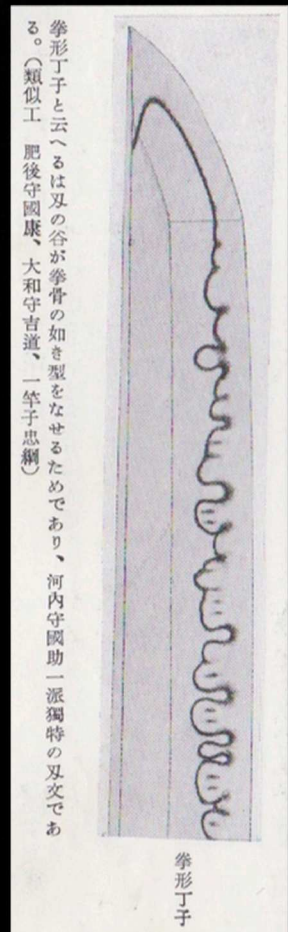 拳形丁子
拳形丁子と云へるは刄の谷が拳骨の如き型をなせるためであり、河内守國助一派獨特の刄文であ
る。（類似工　肥後守國康、大和守吉道、一竿子忠綱）